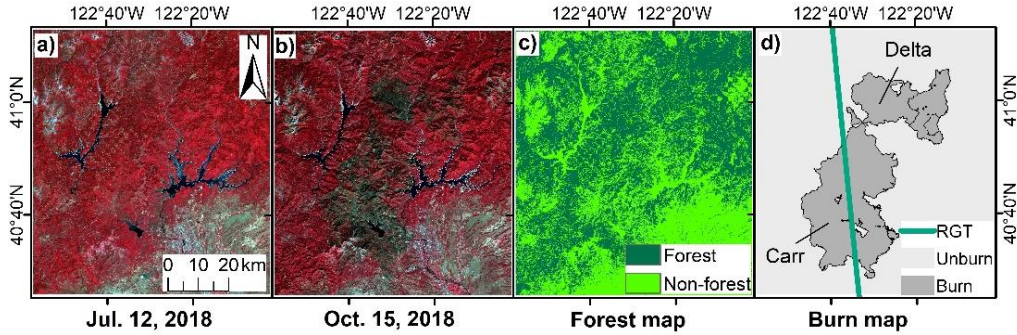 122°40'W 122°20'W 122°40'W 122°20'W 122°40'W 122°20'W 122°40'W 122°20'W
a) b) c) d)
N
Delta
41°0'N 41°0'N
40°40'N 40°40'N
Carr
0 10 20 km
Forest
Non-forest
RGT
Unburn
Burn
Jul. 12, 2018 Oct. 15, 2018 Forest map Burn map